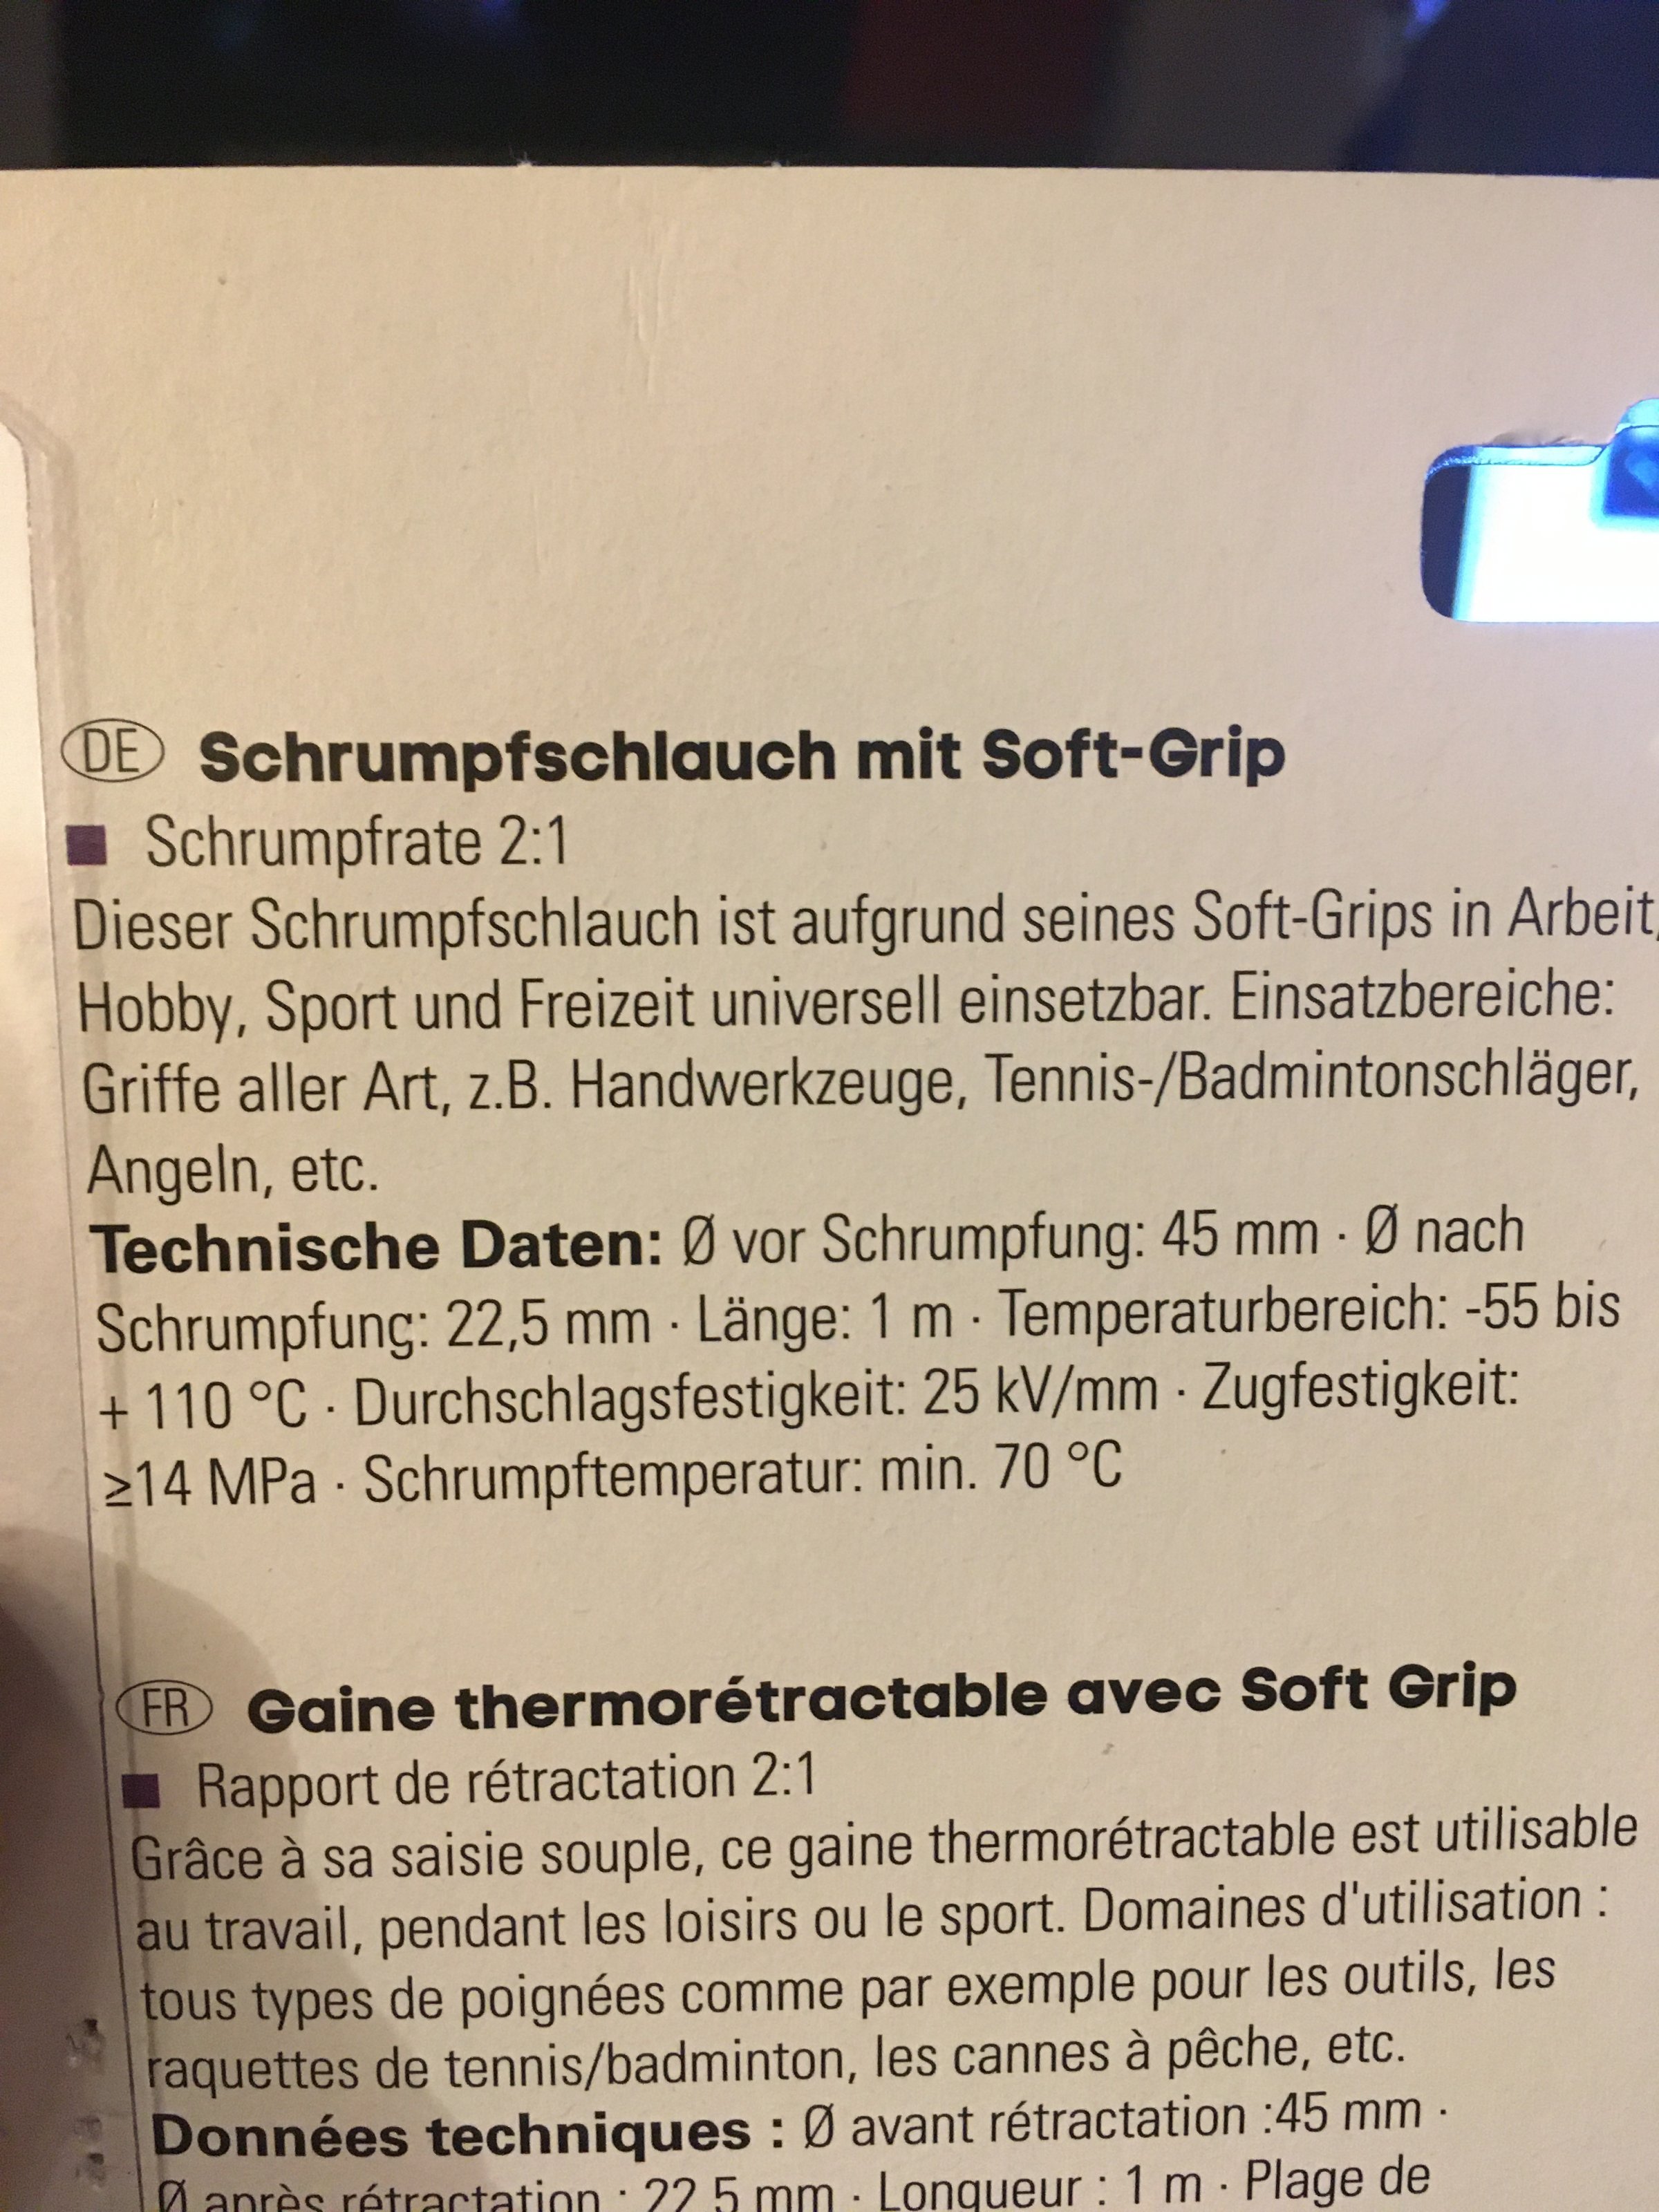 DE Schrumpfschlauch mit Soft-Grip
■ Schrumpfrate 2:1
Dieser Schrumpfschlauch ist aufgrund seines Soft-Grips in Arbeit,
Hobby, Sport und Freizeit universell einsetzbar. Einsatzbereiche:
Griffe aller Art, z.B. Handwerkzeuge, Tennis-/Badmintonschläger,
Angeln, etc.
Technische Daten: Ø vor Schrumpfung: 45 mm · Ø nach
Schrumpfung: 22,5 mm · Länge: 1 m · Temperaturbereich: -55 bis
+ 110 °C · Durchschlagsfestigkeit: 25 kV/mm · Zugfestigkeit:
≥14 MPa · Schrumpftemperatur: min. 70 °C
FR Gaine thermorétractable avec Soft Grip
■ Rapport de rétractation 2:1
Grâce à sa saisie souple, ce gaine thermorétractable est utilisable
au travail, pendant les loisirs ou le sport. Domaines d'utilisation :
tous types de poignées comme par exemple pour les outils, les
raquettes de tennis/badminton, les cannes à pêche, etc.
Données techniques : Ø avant rétractation :45 mm ·
Ø après rétractation : 22,5 mm · Longueur : 1 m · Plage de